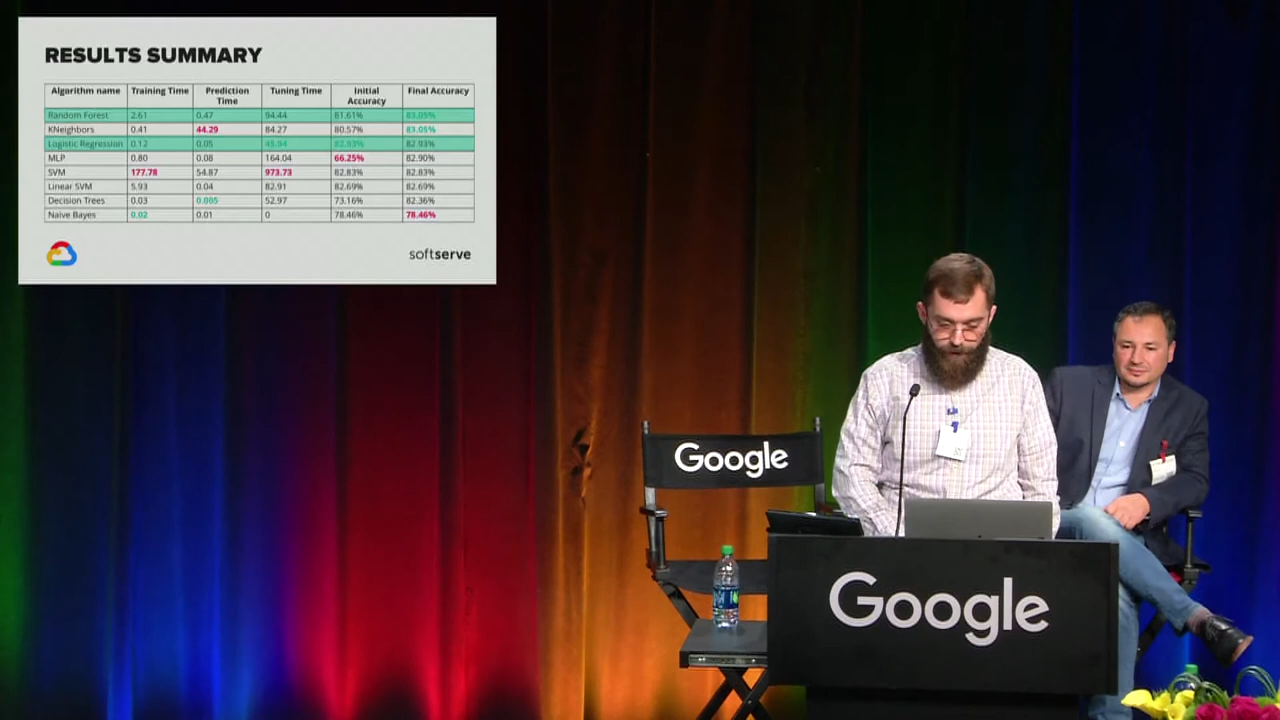 RESULTS SUMMARY
Algorithm name Training Time Prediction Time Tuning Time Initial Accuracy Final Accuracy
Random Forest 2.61 0.47 94.44 81.61% 83.05%
KNeighbors 0.41 44.29 84.27 80.57% 83.05%
Logistic Regression 0.12 0.05 82.93% 82.93%
MLP 0.80 0.08 164.04 66.25% 82.90%
SVM 177.78 54.87 973.73 82.83% 82.83%
Linear SVM 5.93 0.04 82.91 82.69% 82.69%
Decision Trees 0.03 0.005 52.97 73.16% 82.36%
Naive Bayes 0.02 0.01 0 78.46% 78.46%
softserve
Google
Google